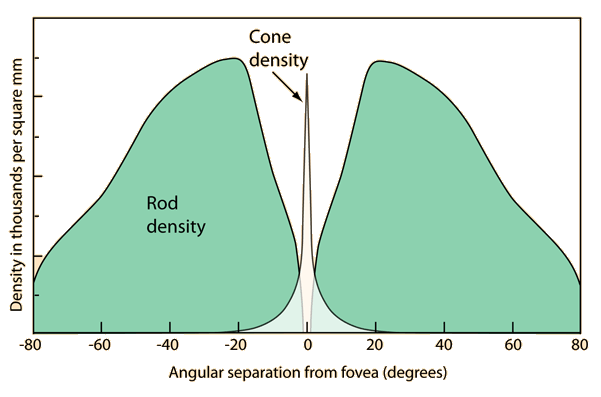 Cone
density
Rod
density
Density in thousands per square mm
-80 -60 -40 -20 0 20 40 60 80
Angular separation from fovea (degrees)